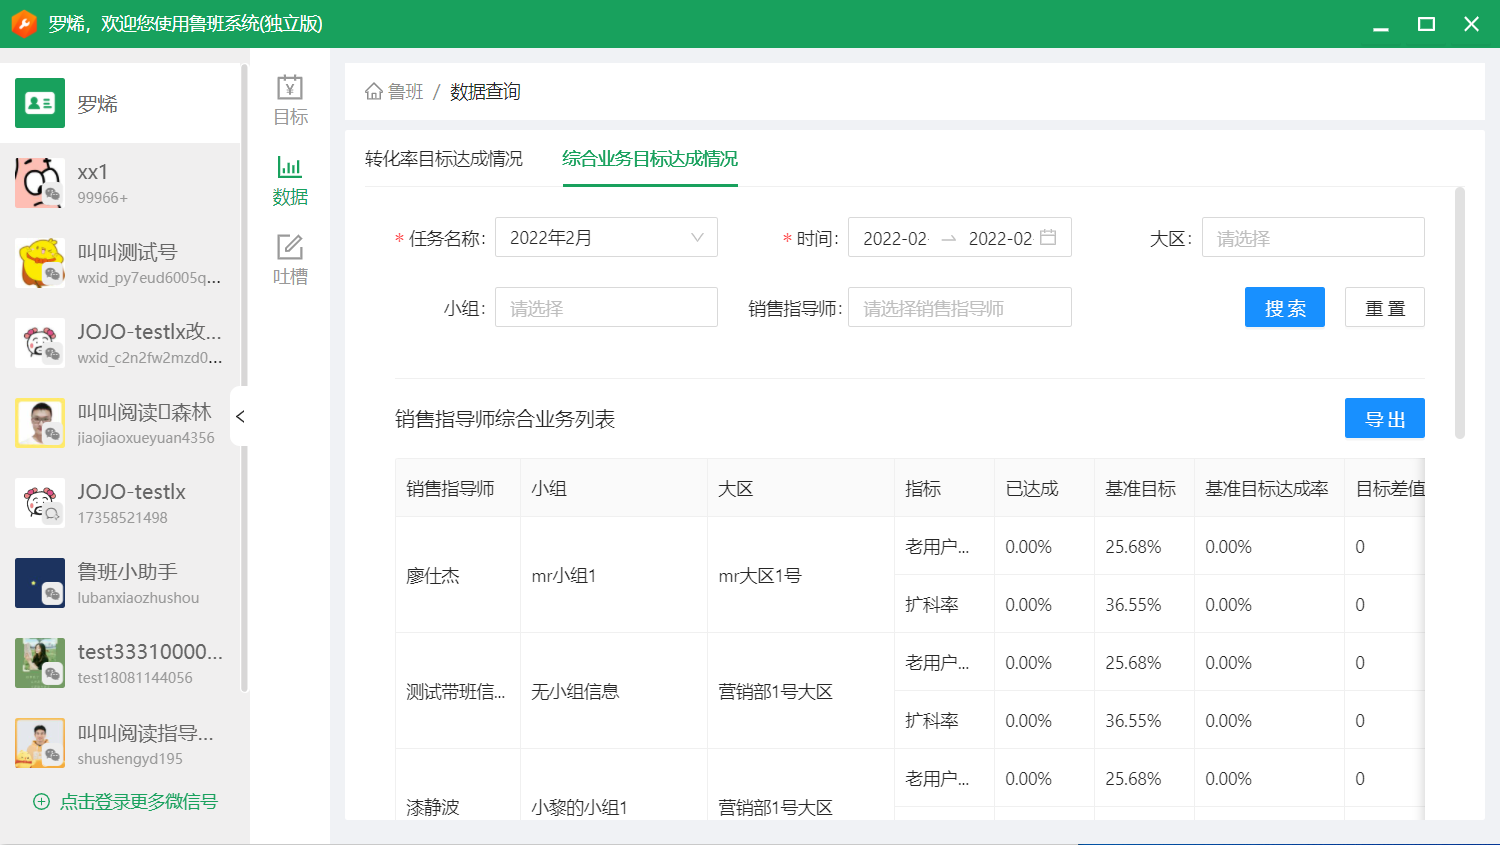 罗烯，欢迎您使用鲁班系统(独立版)
罗烯
xx1
99966+
叫叫测试号
wxid_py7eud6005q...
JOJO-testlx改...
wxid_c2n2fw2mzd0...
叫叫阅读▯森林
jiaojiaoxueyuan4356
JOJO-testlx
17358521498
鲁班小助手
lubanxiaozhushou
test33310000...
test18081144056
叫叫阅读指导...
shushengyd195
点击登录更多微信号
目标
数据
吐槽
鲁班 / 数据查询
转化率目标达成情况 综合业务目标达成情况
* 任务名称: 2022年2月 * 时间: 2022-02- → 2022-02- 大区: 请选择
小组: 请选择 销售指导师: 请选择销售指导师 搜 索 重 置
销售指导师综合业务列表 导 出
销售指导师 小组 大区 指标 已达成 基准目标 基准目标达成率 目标差值
廖仕杰 mr小组1 mr大区1号 老用户... 0.00% 25.68% 0.00% 0
扩科率 0.00% 36.55% 0.00% 0
测试带班信... 无小组信息 营销部1号大区 老用户... 0.00% 25.68% 0.00% 0
扩科率 0.00% 36.55% 0.00% 0
漆静波 小黎的小组1 营销部1号大区 老用户... 0.00% 25.68% 0.00% 0